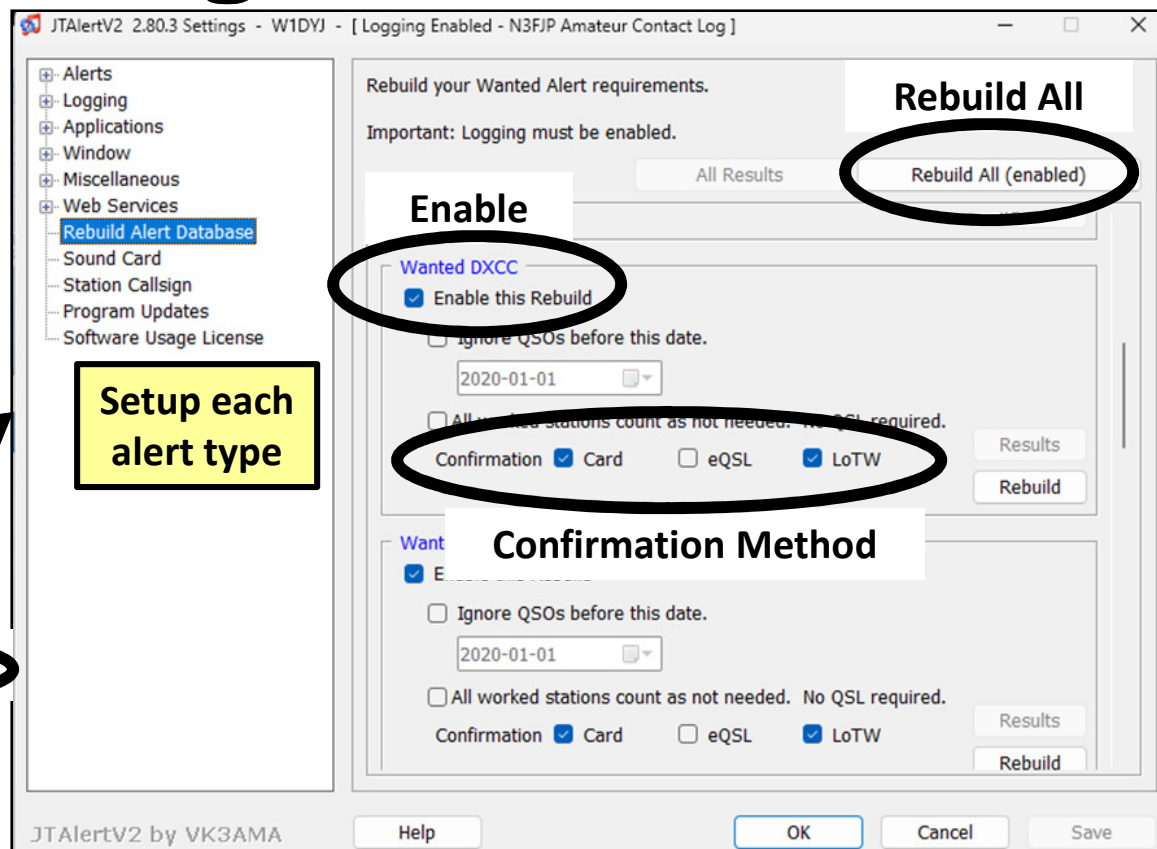 JTAlertV2 2.80.3 Settings - W1DYJ - [ Logging Enabled - N3FJP Amateur Contact Log ]
Alerts
Logging
Applications
Window
Miscellaneous
Web Services
Rebuild Alert Database
Sound Card
Station Callsign
Program Updates
Software Usage License
Setup each
alert type
Rebuild your Wanted Alert requirements.
Rebuild All
Important: Logging must be enabled.
All Results
Rebuild All (enabled)
Enable
Wanted DXCC
Enable this Rebuild
Ignore QSOs before this date.
2020-01-01
All worked stations count as not needed. No QSL required.
Confirmation Card eQSL LoTW
Results
Rebuild
Confirmation Method
Ignore QSOs before this date.
2020-01-01
All worked stations count as not needed. No QSL required.
Confirmation Card eQSL LoTW
Results
Rebuild
JTAlertV2 by VK3AMA
Help
OK
Cancel
Save